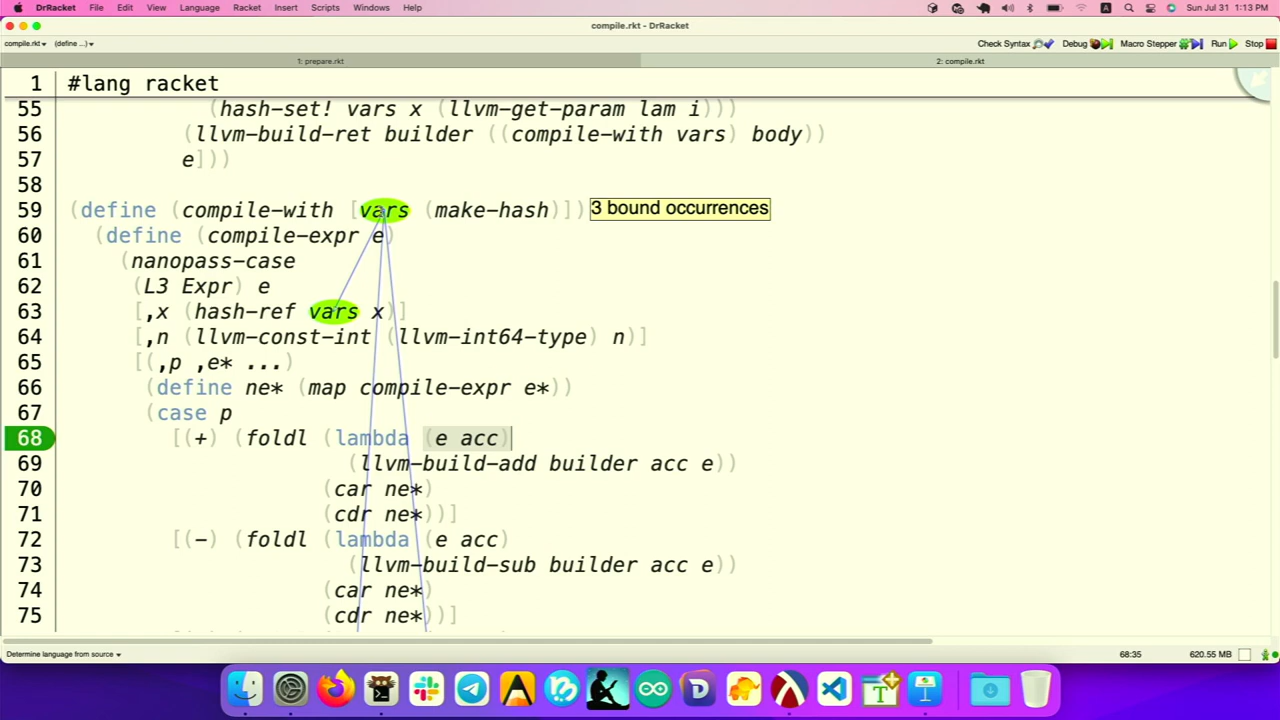 DrRacket File Edit View Language Racket Insert Scripts Windows Help A Sun Jul 31 1:13 PM
compile.rkt - DrRacket
compile.rkt▾ (define ...)▾ Check Syntax Debug Macro Stepper Run Stop
1: prepare.rkt 2: compile.rkt
1 #lang racket
55 (hash-set! vars x (llvm-get-param lam i)))
56 (llvm-build-ret builder ((compile-with vars) body))
57 e]))
58
59 (define (compile-with [vars (make-hash)]) 3 bound occurrences
60 (define (compile-expr e)
61 (nanopass-case
62 (L3 Expr) e
63 [,x (hash-ref vars x)]
64 [,n (llvm-const-int (llvm-int64-type) n)]
65 [(,p ,e* ...)
66 (define ne* (map compile-expr e*))
67 (case p
68 [(+) (foldl (lambda (e acc)
69 (llvm-build-add builder acc e))
70 (car ne*)
71 (cdr ne*))]
72 [(-) (foldl (lambda (e acc)
73 (llvm-build-sub builder acc e))
74 (car ne*)
75 (cdr ne*))]
Determine language from source▾ 68:35 620.55 MB